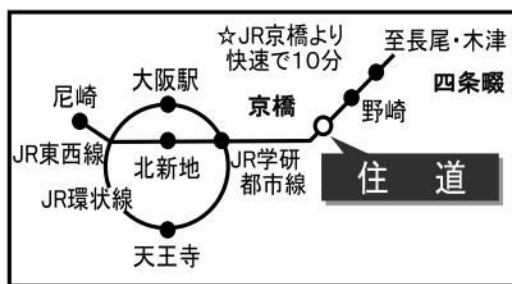 ☆JR京橋より
快速で10分
至長尾・木津
大阪駅
四条畷
尼崎
京橋
野崎
JR東西線
北新地
JR学研
都市線
住 道
JR環状線
天王寺